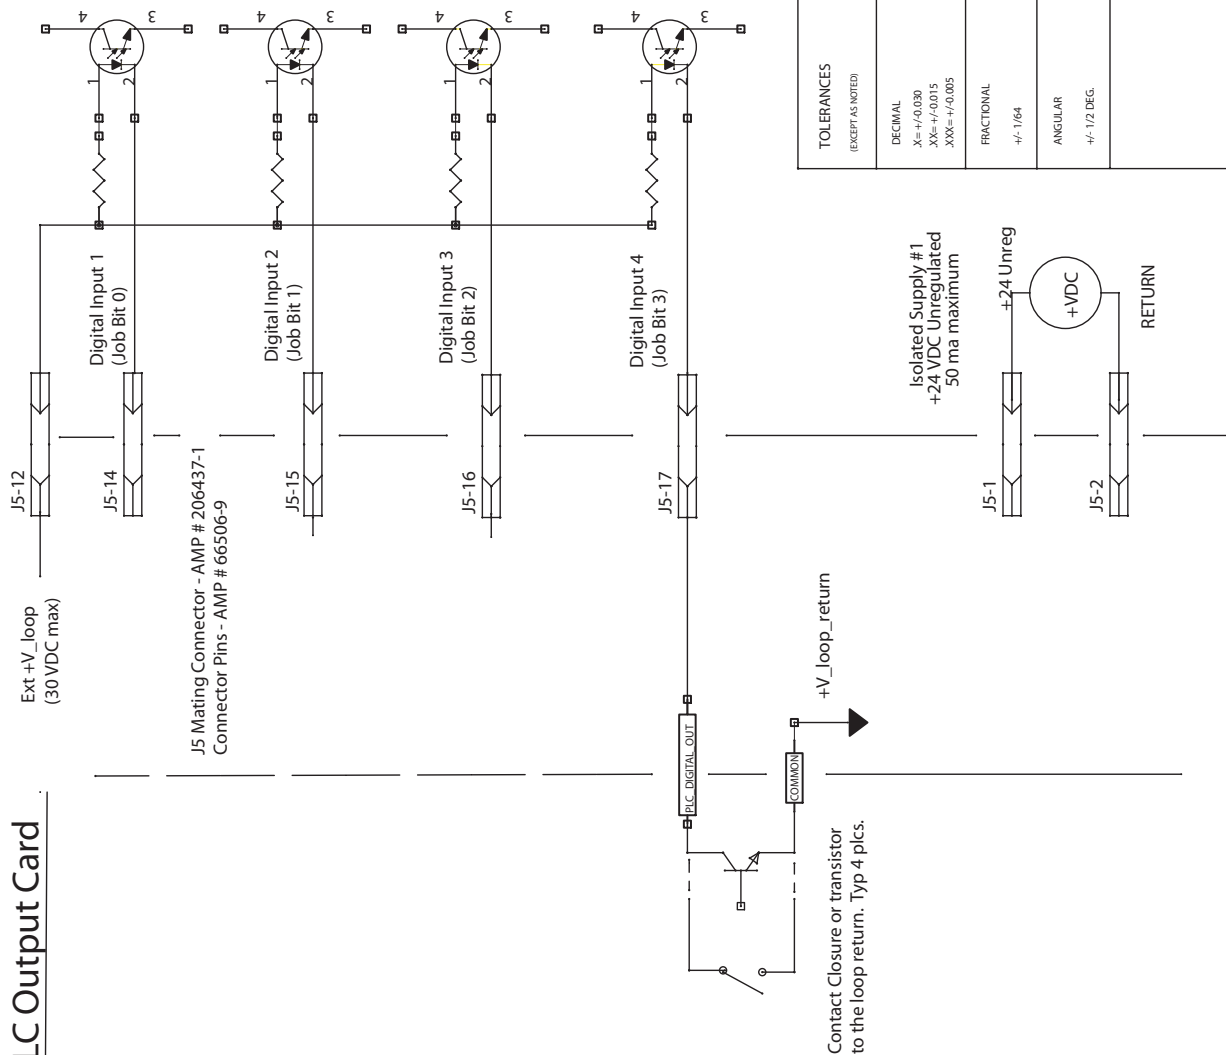 LC Output Card
Ext +V_loop
(30 VDC max)
J5-12
J5-14
J5 Mating Connector - AMP # 206437-1
Connector Pins - AMP # 66506-9
J5-15
J5-16
J5-17
Digital Input 1
(Job Bit 0)
Digital Input 2
(Job Bit 1)
Digital Input 3
(Job Bit 2)
Digital Input 4
(Job Bit 3)
1
2
3
4
1
2
3
4
1
2
3
4
1
2
3
4
PLC_DIGITAL_OUT
COMMON
+V_loop_return
Contact Closure or transistor
to the loop return. Typ 4 plcs.
J5-1
J5-2
Isolated Supply #1
+24 VDC Unregulated
50 ma maximum
+24 Unreg
+VDC
RETURN
TOLERANCES
(EXCEPT AS NOTED)
DECIMAL
.X= +/-0.030
.XX= +/-0.015
.XXX= +/-0.005
FRACTIONAL
+/- 1/64
ANGULAR
+/- 1/2 DEG.